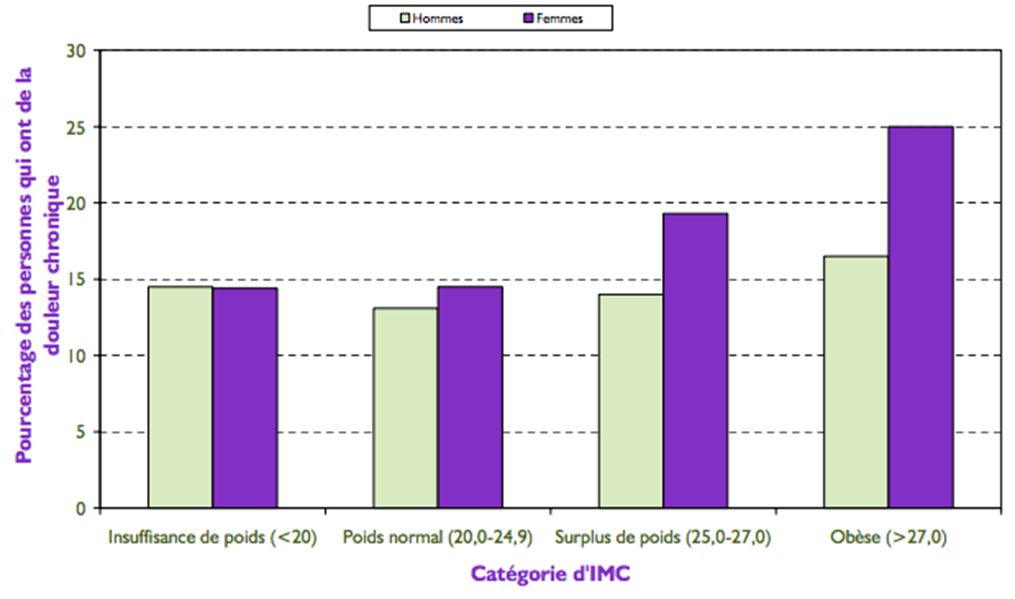 Hommes Femmes
Pourcentage des personnes qui ont de la
douleur chronique
30
25
20
15
10
5
0
Insuffisance de poids (<20) Poids normal (20,0-24,9) Surplus de poids (25,0-27,0) Obèse (>27,0)
Catégorie d'IMC